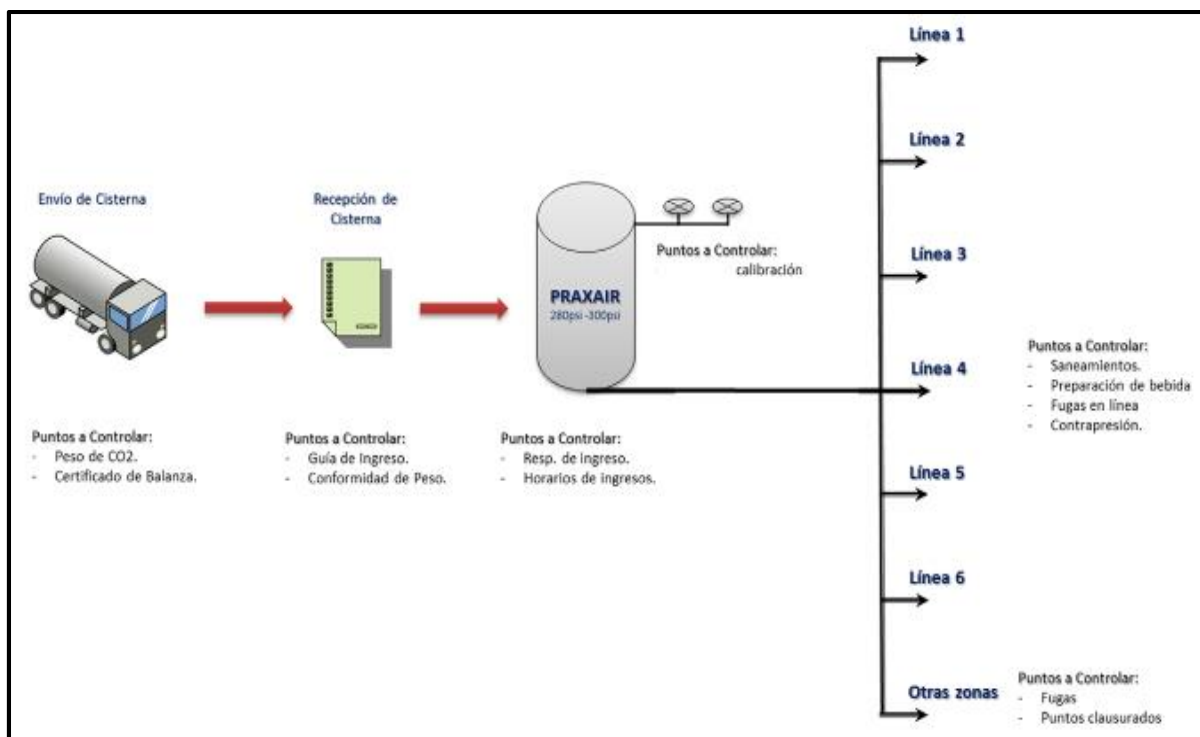 Envío de Cisterna
Puntos a Controlar:
- Peso de CO2.
- Certificado de Balanza.
Recepción de
Cisterna
Puntos a Controlar:
- Guía de Ingreso.
- Conformidad de Peso.
PRAXAIR
280psi -300psi
Puntos a Controlar:
- Resp. de ingreso.
- Horarios de ingresos.
Puntos a Controlar:
calibración
Línea 1
Línea 2
Línea 3
Línea 4
Línea 5
Línea 6
Otras zonas
Puntos a Controlar:
- Saneamientos.
- Preparación de bebida
- Fugas en línea
- Contrapresión.
Puntos a Controlar:
- Fugas
- Puntos clausurados